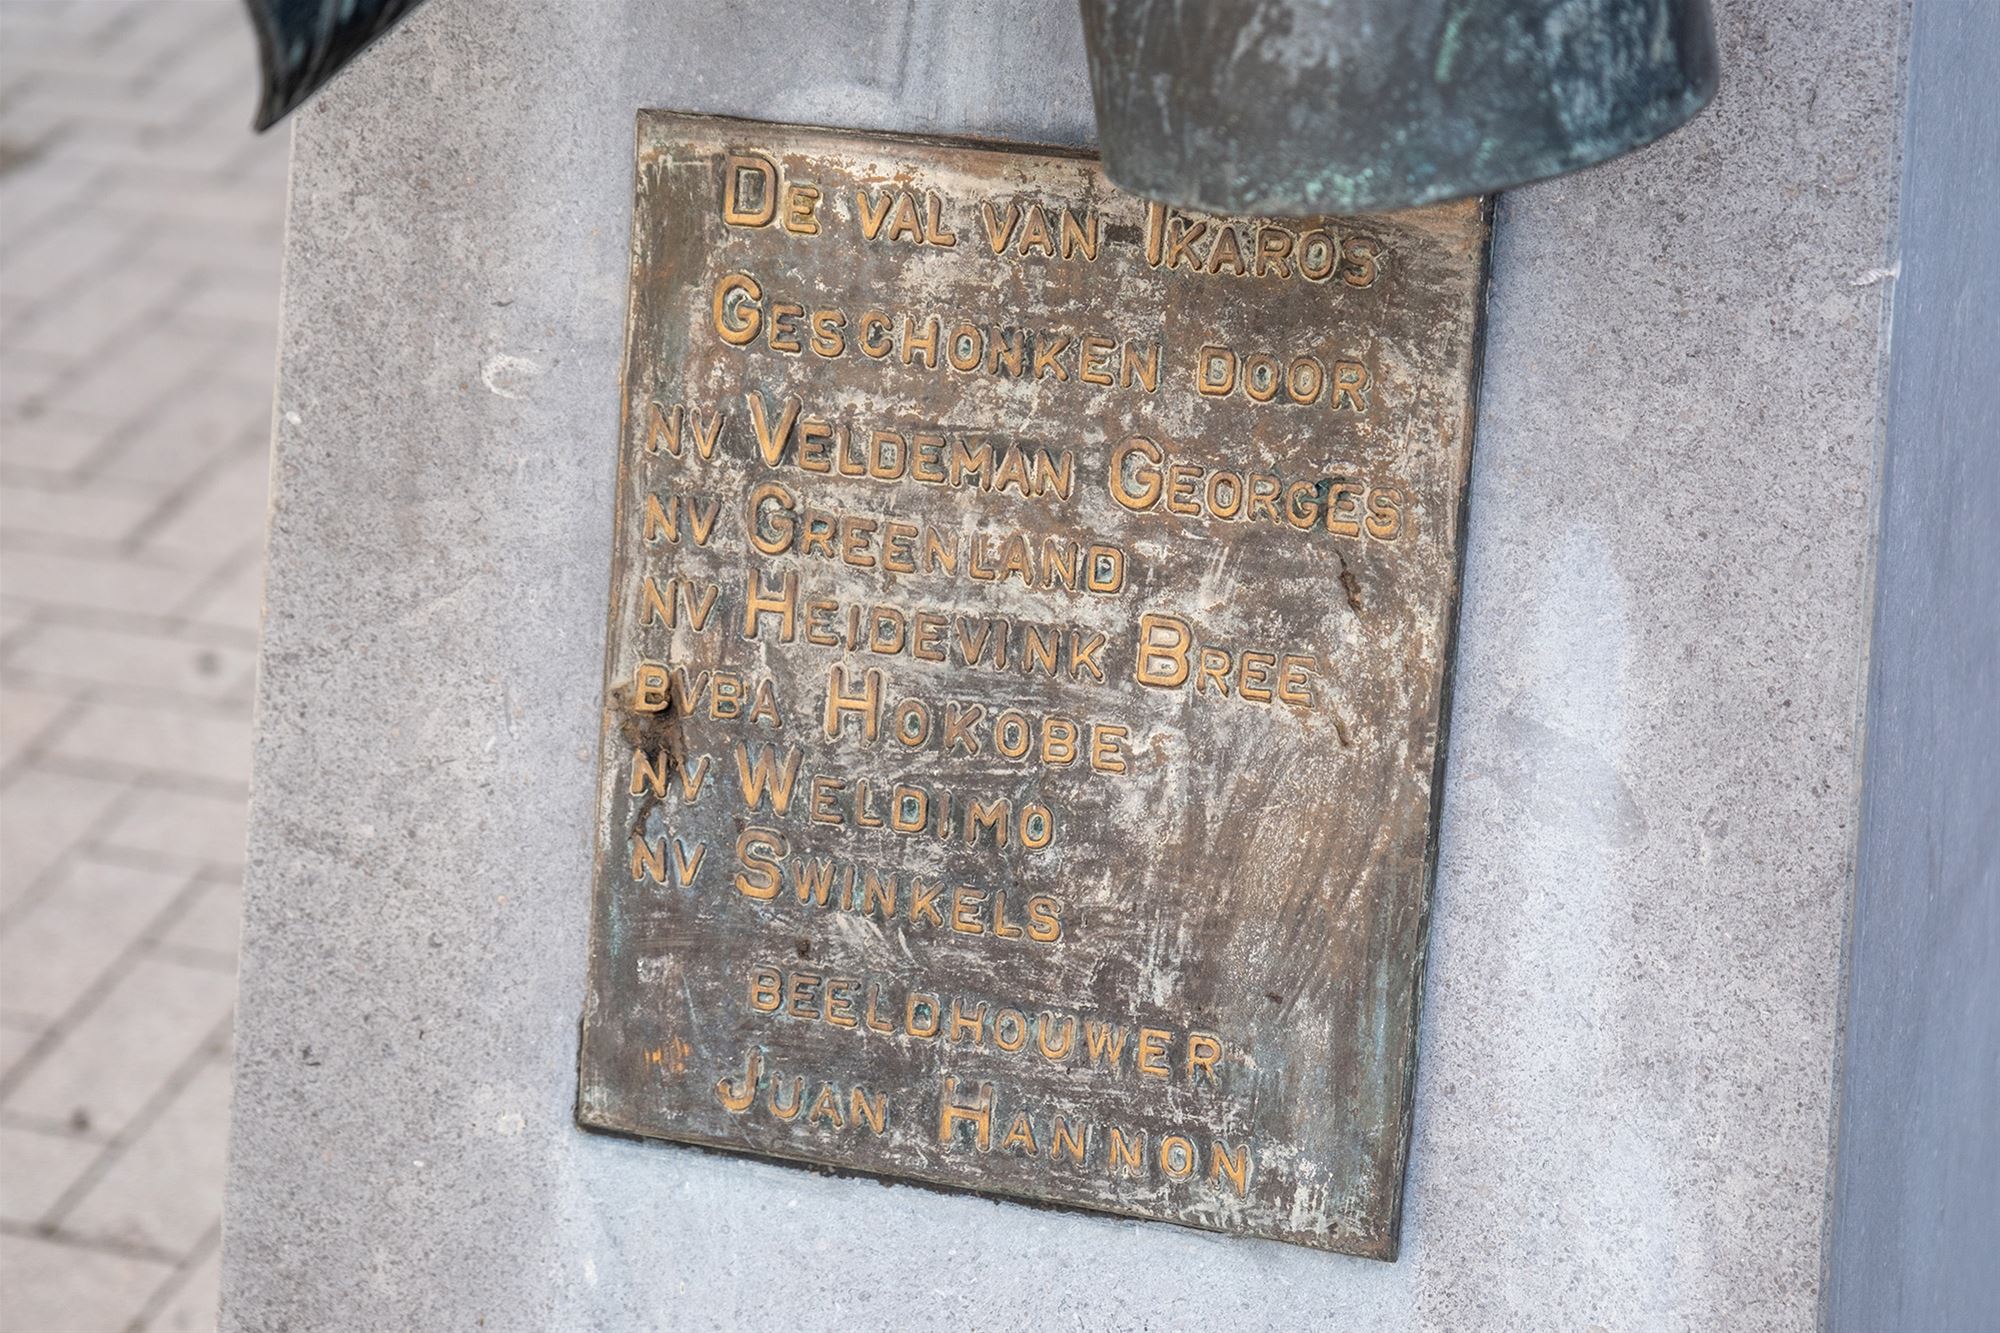 De val van Ikaros
Geschonken door
nv Veldeman Georges
nv Greenland
nv Heidevink Bree
bvba Hokobe
nv Weldimo
nv Swinkels
beeldhouwer
Juan Hannon